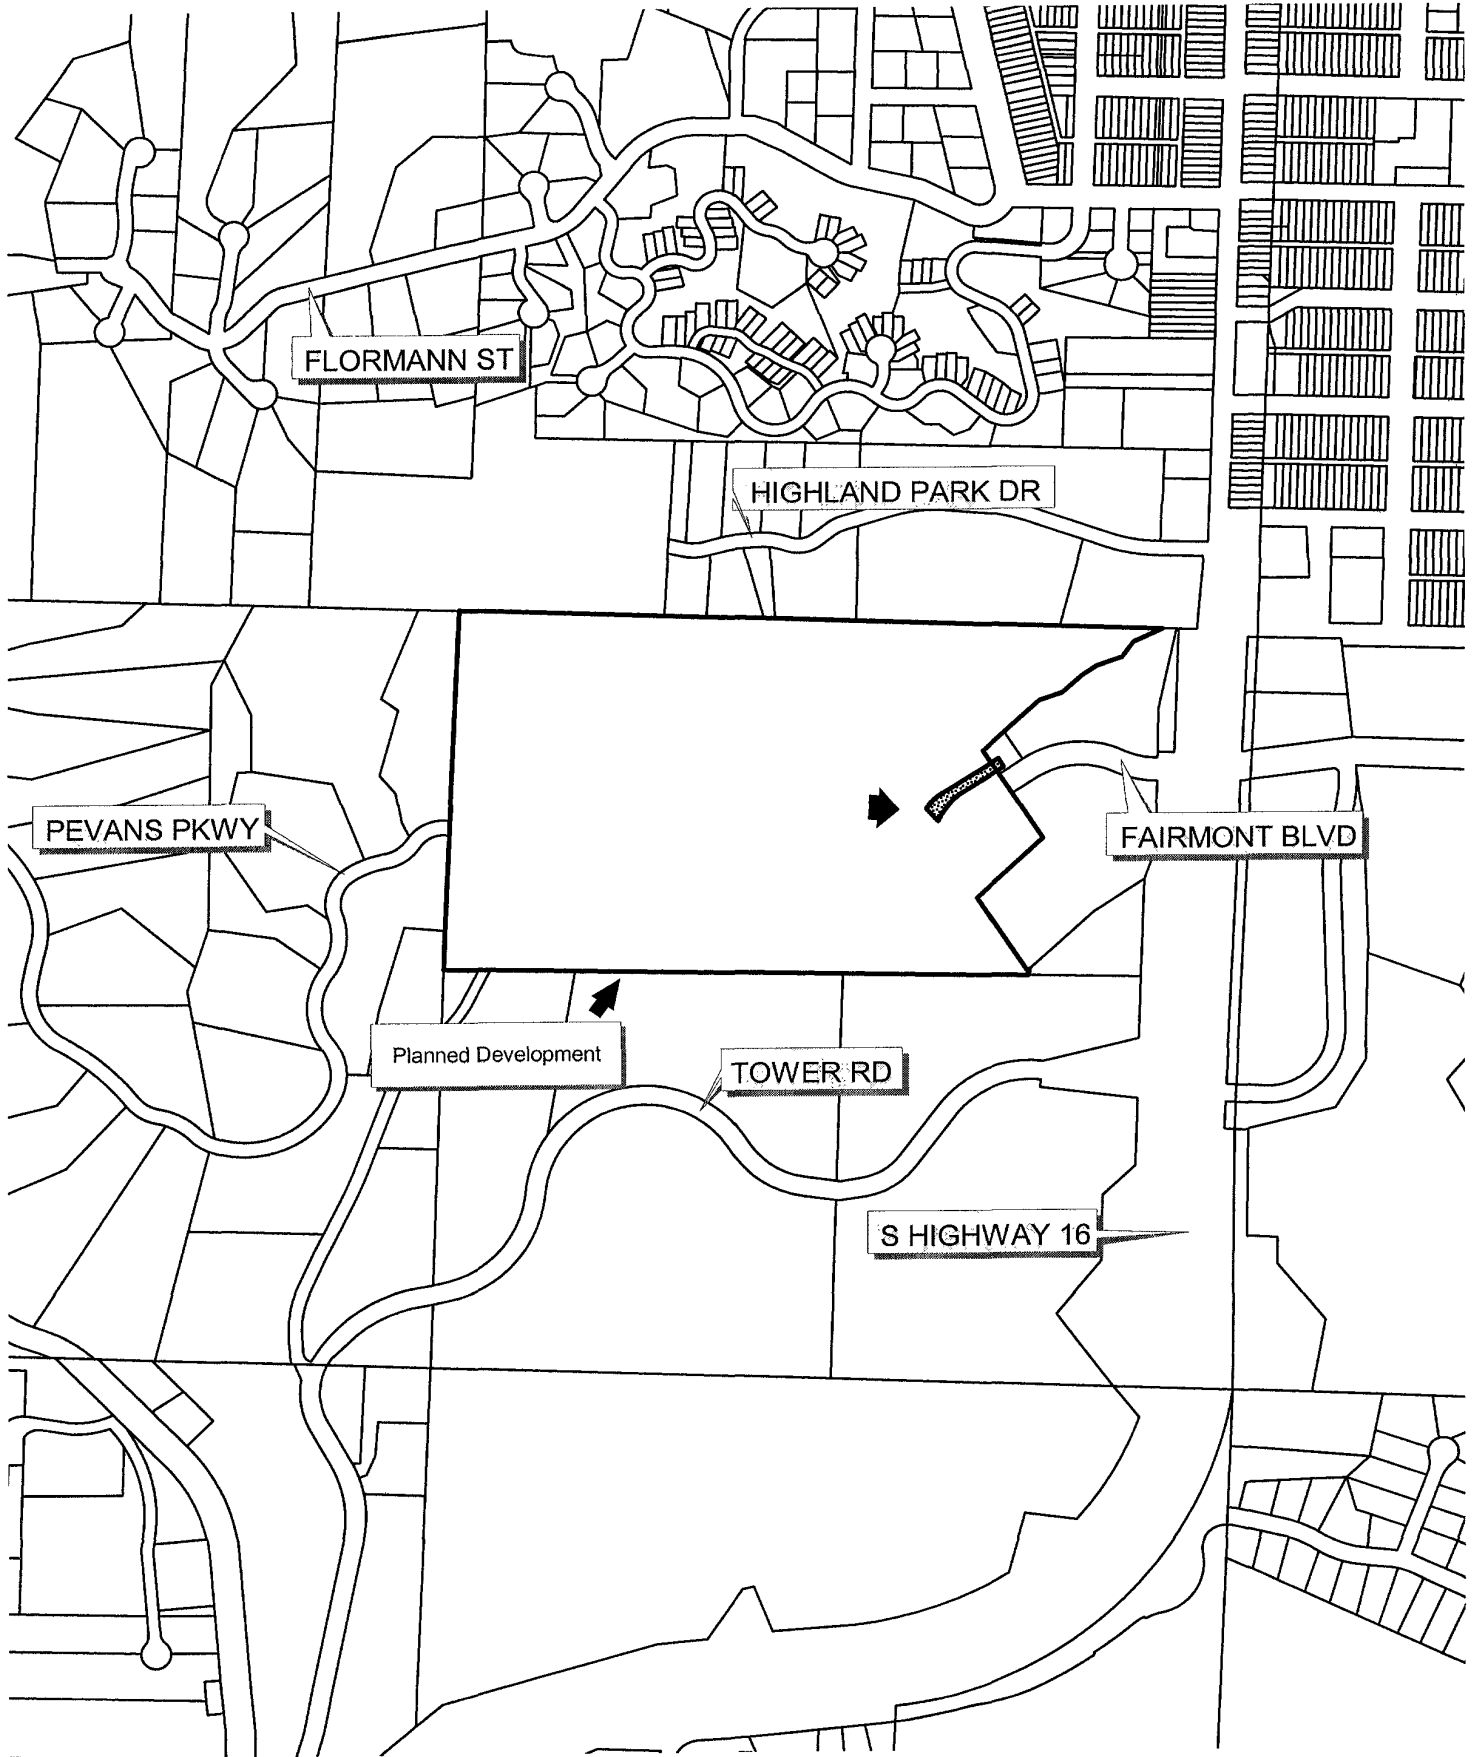 FLORMANN ST
HIGHLAND PARK DR
PEVANS PKWY
FAIRMONT BLVD
Planned Development
TOWER RD
S HIGHWAY 16